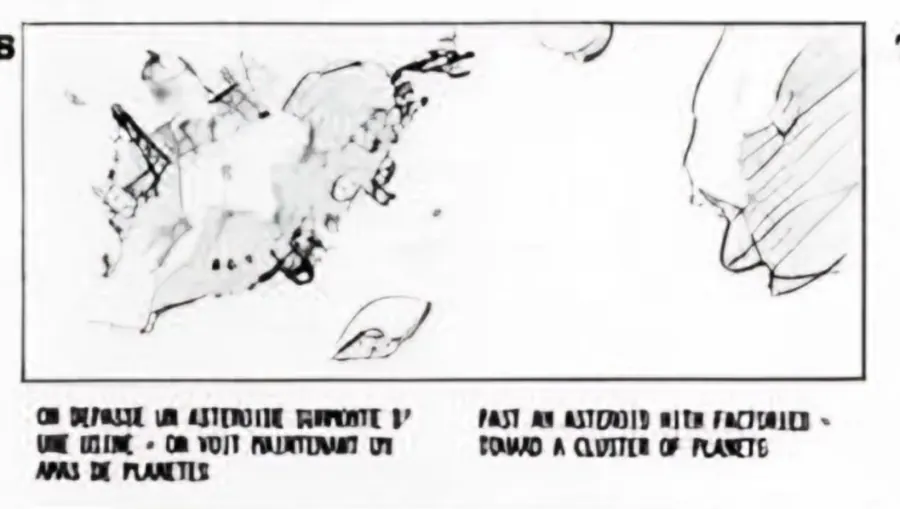 ON DEPASSE UN ASTEROIDE SURMONTE D'
UNE USINE - ON VOIT MAINTENANT UN
AMAS DE PLANETES
PAST AN ASTEROID WITH FACTORIES -
TOWARD A CLUSTER OF PLANETS